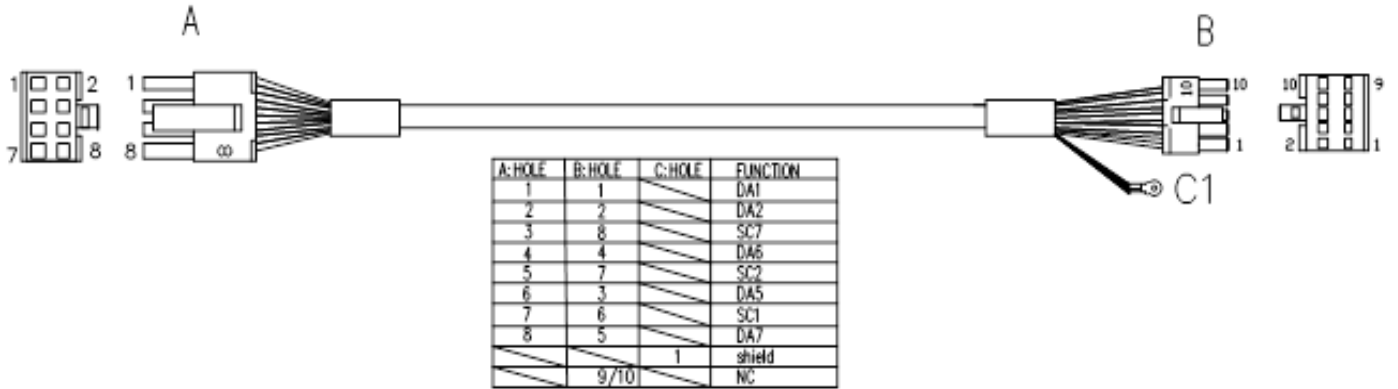 A
B
1 2
7 8
1
8
8
10
10
1
10 9
2 1
C1
A:HOLE B:HOLE C:HOLE FUNCTION
1 1 DA1
2 2 DA2
3 8 SC7
4 4 DA6
5 7 SC2
6 3 DA5
7 6 SC1
8 5 DA7
1 shield
9/10 NC